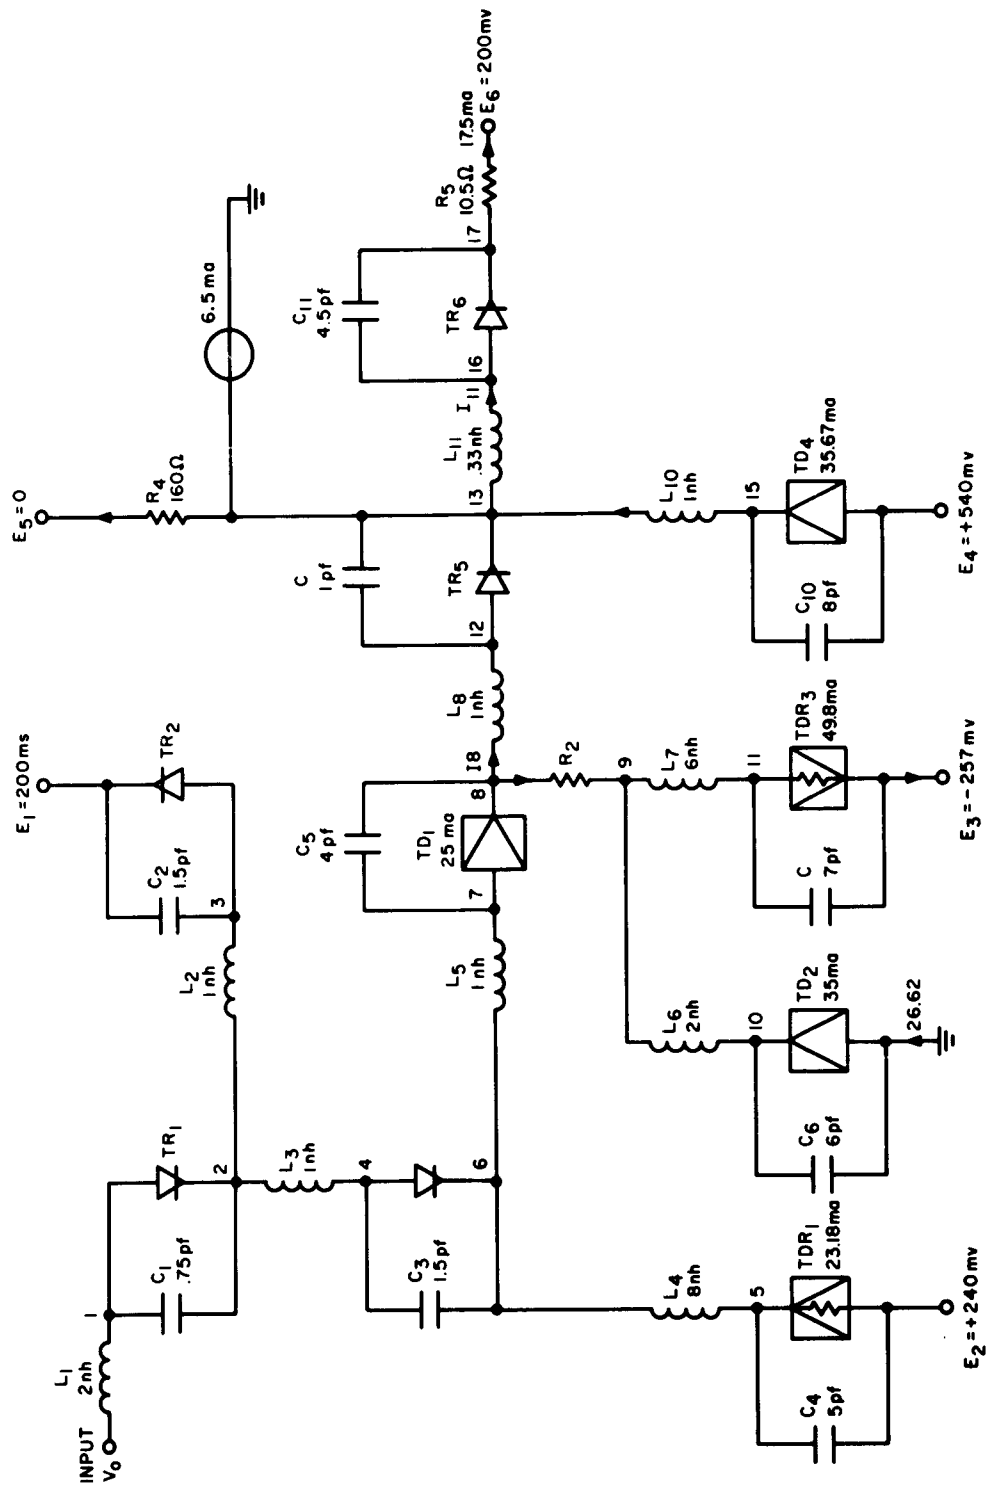 INPUT
V0
L1
2nh
1
C1
.75pf
TR1
2
L2
1nh
3
C2
1.5pf
TR2
E1=200ms
L3
1nh
4
C3
1.5pf
6
L4
8nh
5
C4
5pf
TDR1
23.18ma
E2=+240mv
L5
1nh
7
C5
4pf
TD1
25ma
8
I8
R2
9
L6
2nh
10
C6
6pf
TD2
35ma
26.62
L7
6nh
11
C
7pf
TDR3
49.8ma
E3=-257mv
L8
1nh
12
C
1pf
TR5
13
R4
160Ω
E5=0
6.5ma
L10
1nh
15
C10
8pf
TD4
35.67ma
E4=+540mv
L11
.33nh
I11
16
C11
4.5pf
TR6
17
R5
10.5Ω
17.5ma
E6=200mv